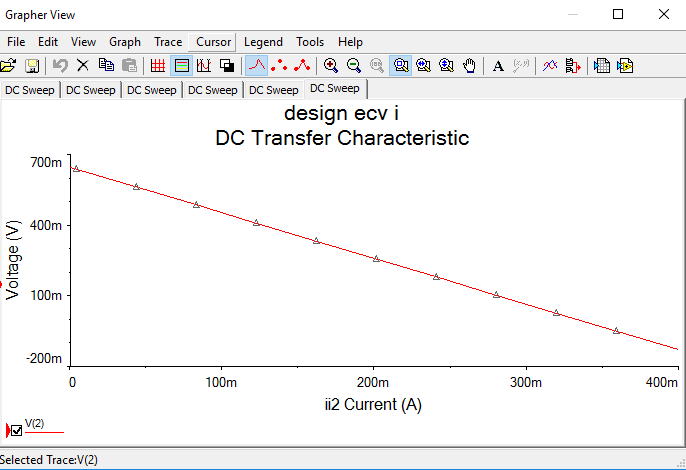 Grapher View
File Edit View Graph Trace Cursor Legend Tools Help
A
DC Sweep DC Sweep DC Sweep DC Sweep DC Sweep DC Sweep
design ecv i
DC Transfer Characteristic
700m
400m
100m
-200m
Voltage (V)
0 100m 200m 300m 400m
ii2 Current (A)
V(2)
Selected Trace:V(2)